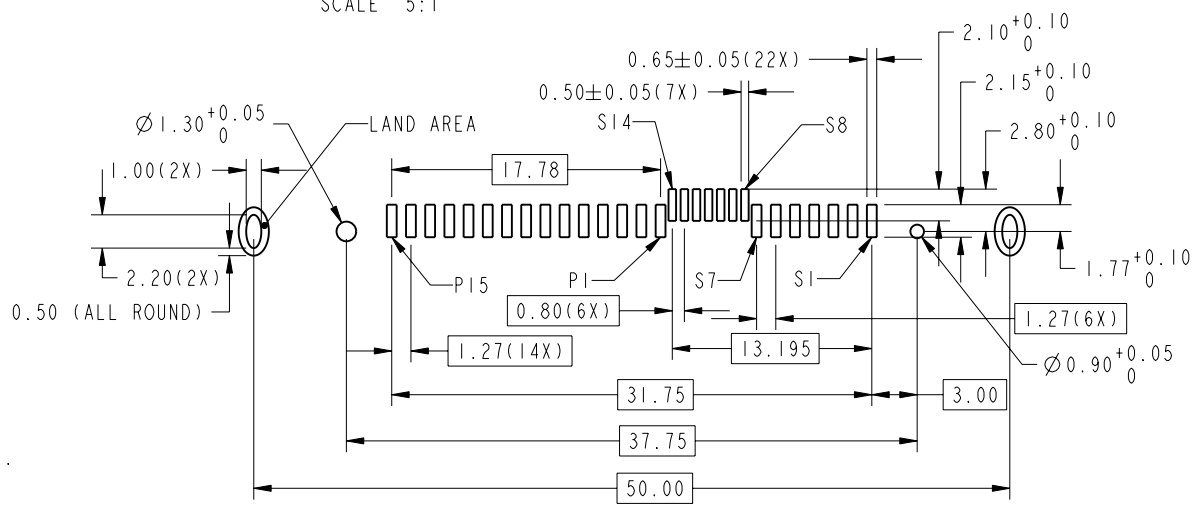 SCALE 5:1
2.10 +0.10 0
0.65±0.05(22X)
2.15 +0.10 0
0.50±0.05(7X)
Ø1.30 +0.05 0
LAND AREA
S14
S8
2.80 +0.10 0
1.00(2X)
17.78
2.20(2X)
P15
P1
S7
S1
1.77 +0.10 0
0.50 (ALL ROUND)
0.80(6X)
1.27(6X)
1.27(14X)
13.195
Ø0.90 +0.05 0
31.75
3.00
37.75
50.00